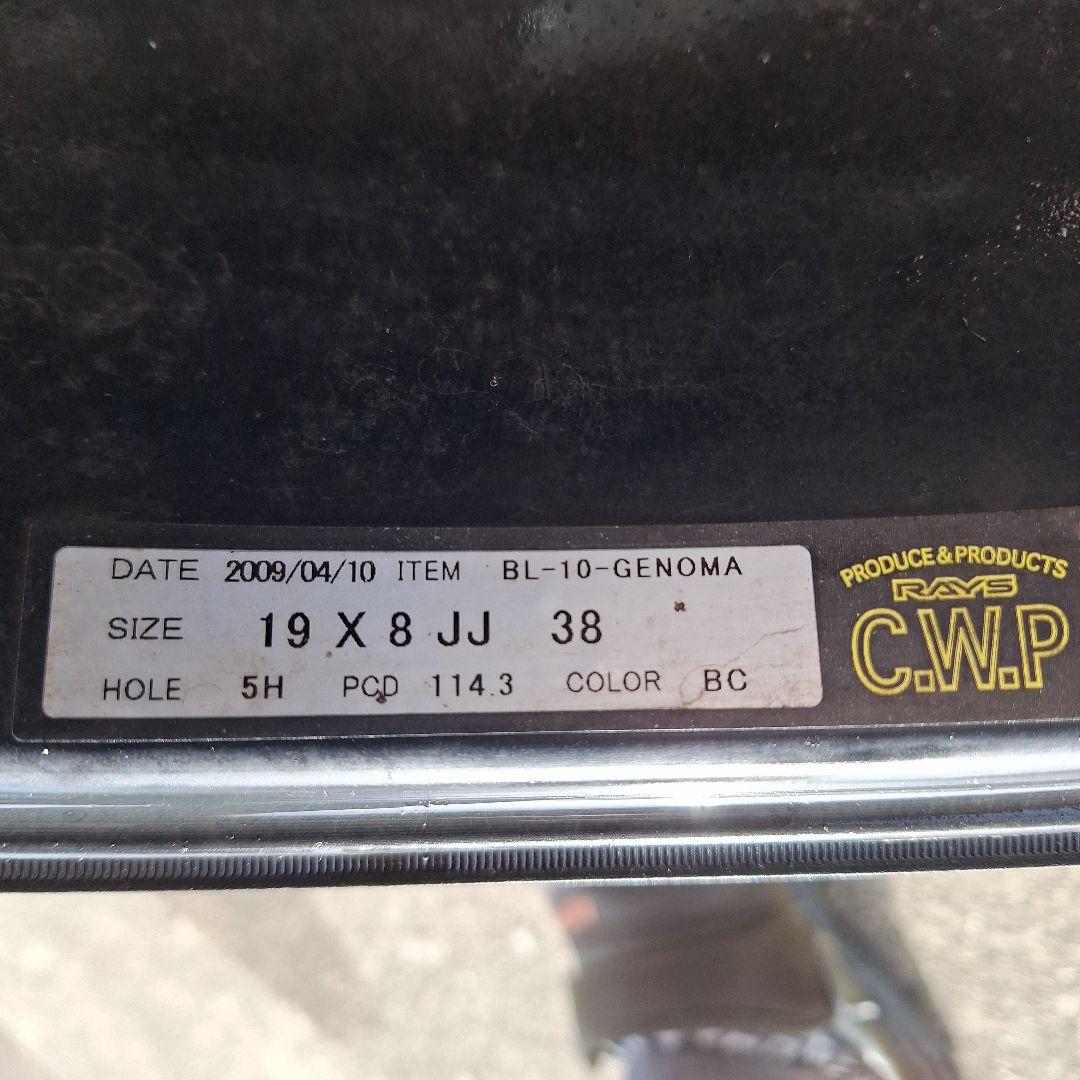 DATE 2009/04/10 ITEM BL-10-GENOMA
SIZE 19 X 8 JJ 38
HOLE 5H PCD 114.3 COLOR BC
PRODUCE & PRODUCTS
RAYS
C.W.P